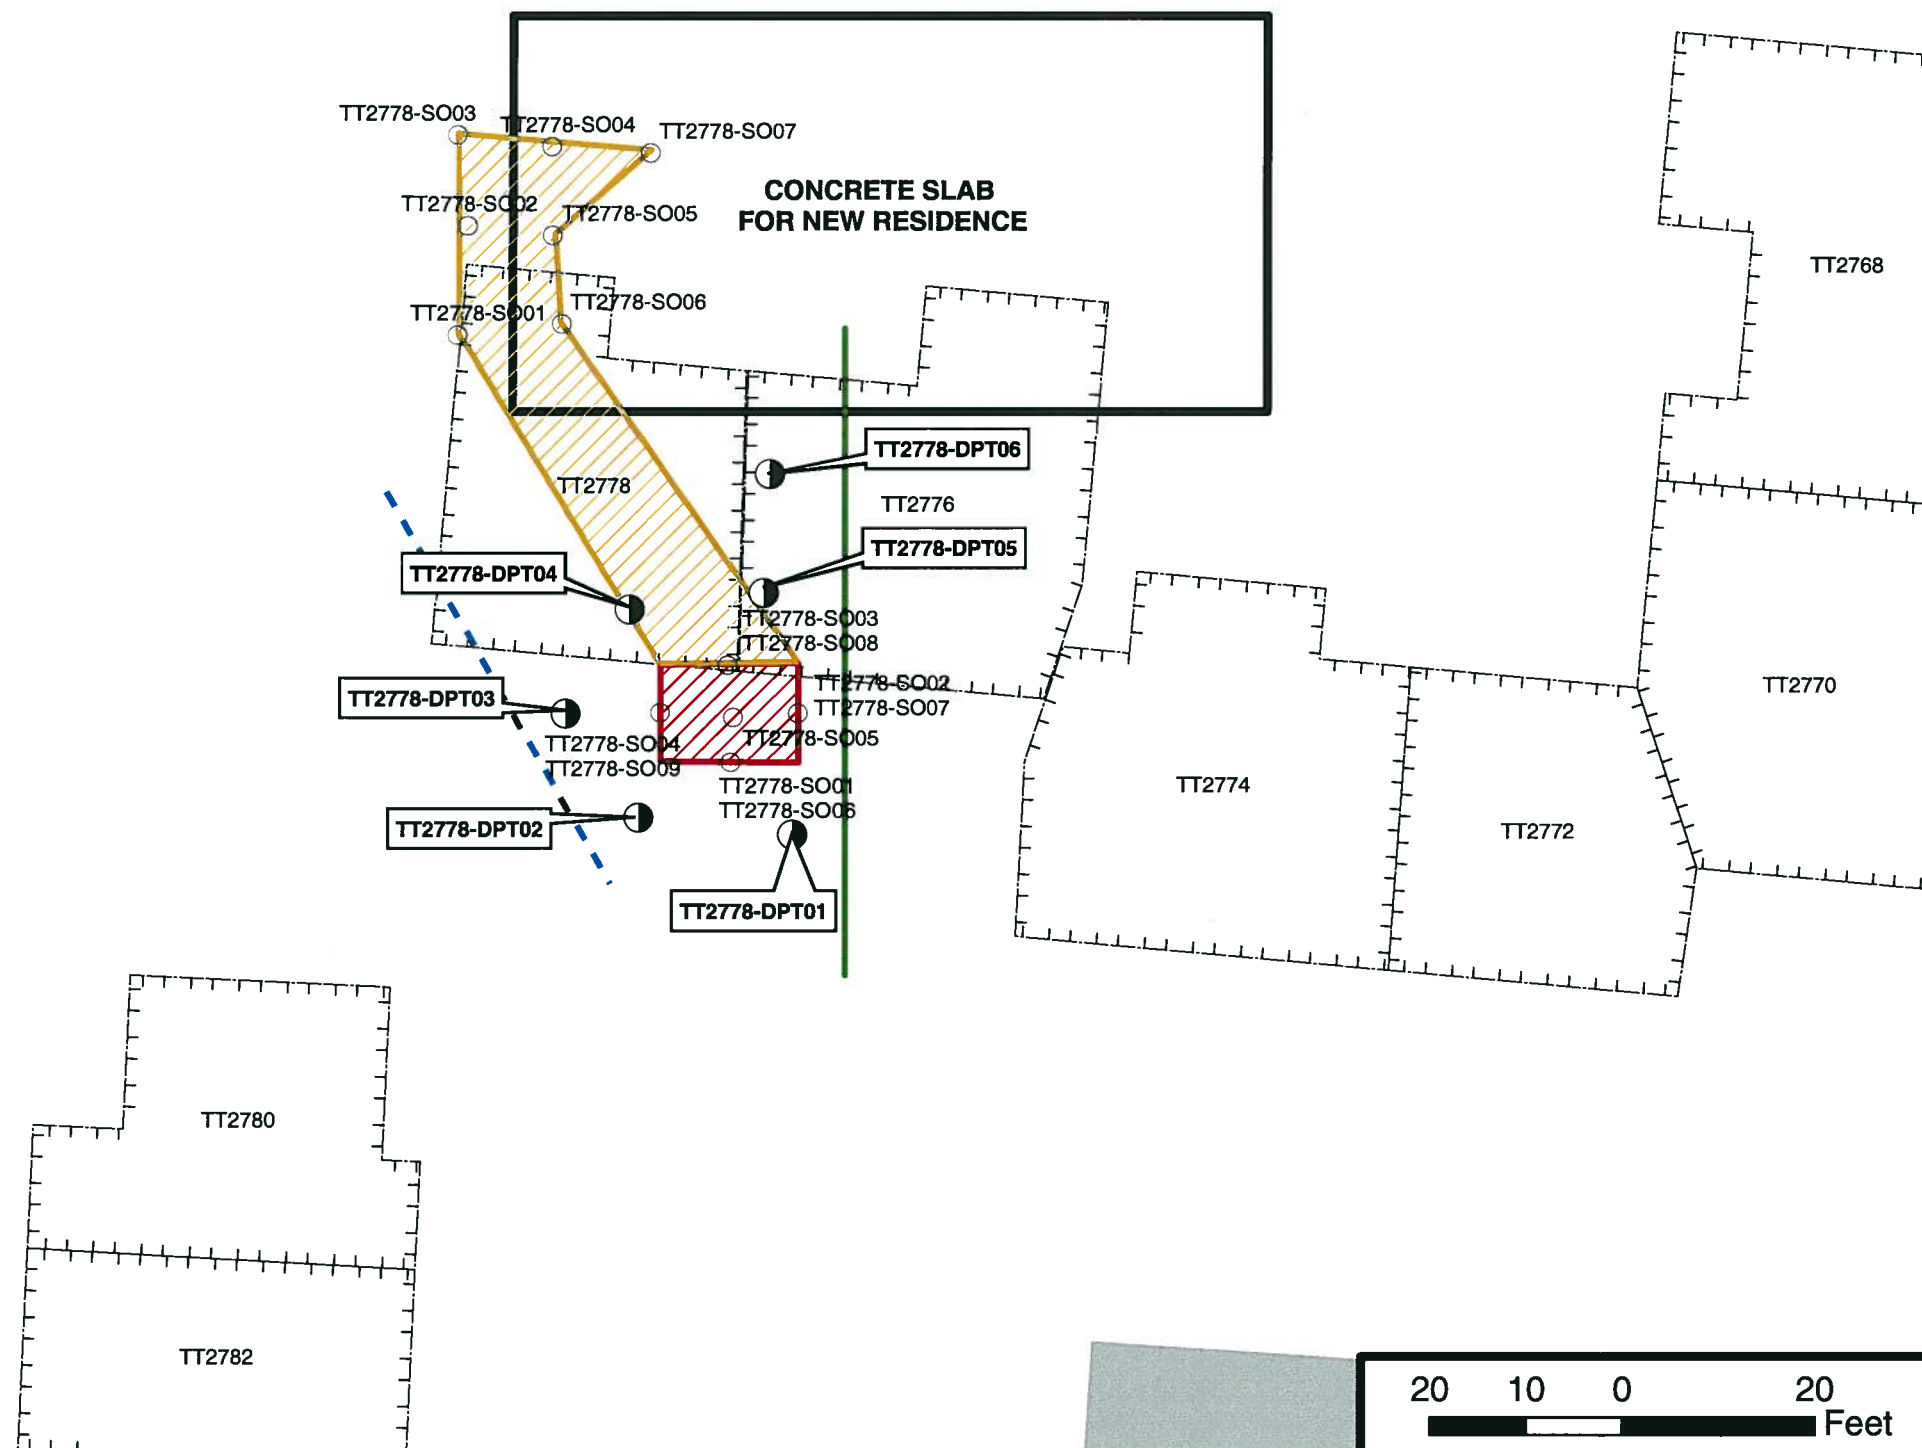 TT2778-SO03
TT2778-SO04
TT2778-SO07
CONCRETE SLAB
FOR NEW RESIDENCE
TT2778-SO02
TT2778-SO05
TT2768
TT2778-SO06
TT2778-SO01
TT2778-DPT06
TT2778
TT2776
TT2778-DPT05
TT2778-DPT04
TT2778-SO03
TT2778-SO08
TT2778-SO02
TT2778-SO07
TT2770
TT2778-DPT03
TT2778-SO05
TT2778-SO04
TT2778-SO09
TT2778-SO01
TT2778-SO06
TT2774
TT2778-DPT02
TT2772
TT2778-DPT01
TT2780
TT2782
20 10 0 20
Feet